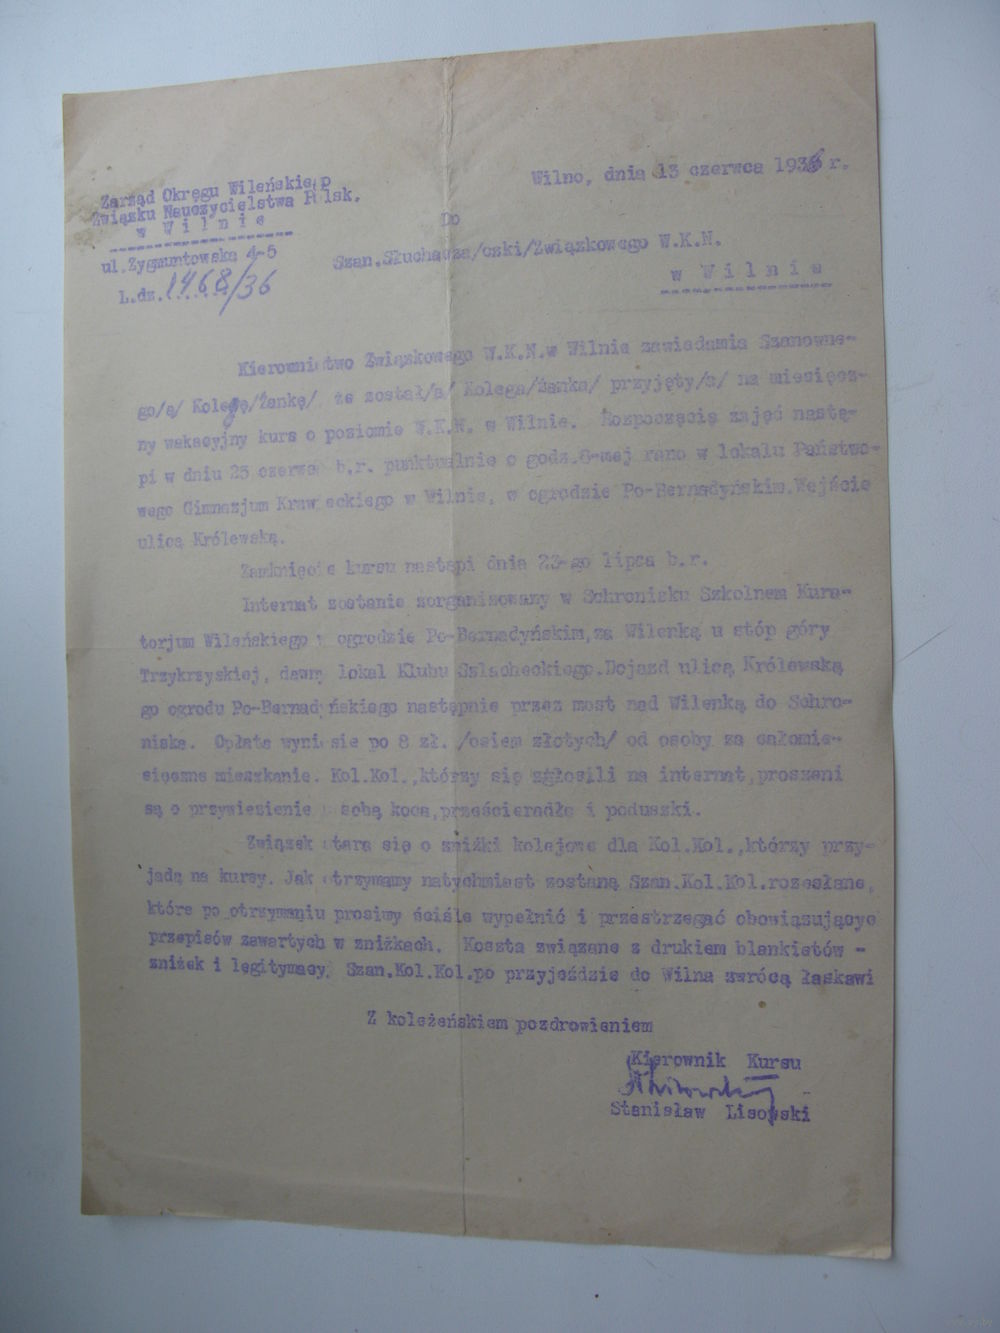 Zarząd Okręgu Wileńskiego
Związku Nauczycielstwa Polsk.
w Wilnie
ul.Zygmuntowska 4-5
L.dz. 1468/36
Wilno, dnia 13 czerwca 1936 r.
Do
Szan.Słuchacza/czki/Związkowego W.K.N.
w Wilnie
Kierownictwo Związkowego W.K.N.w Wilnie zawiadamia Szanowne-
go/ą/ Kolegę/żankę/ że został/a/ Kolega/żanka/ przyjęty/a/ na miesięcz-
ny wakacyjny kurs o poziomie W.K.N. w Wilnie. Rozpoczęcie zajęć nastą-
pi w dniu 25 czerwca b.r. punktualnie o godz.8-mej rano w lokalu Państwo-
wego Gimnazjum Krawieckiego w Wilnie, w ogrodzie Po-Bernadyńskim.Wejście
ulicą Królewską.
Zamknięcie kursu nastąpi dnia 23-go lipca b.r.
Internat zostanie zorganizowany w Schronisku Szkolnem Kura-
torjum Wileńskiego w ogrodzie Po-Bernadyńskim,za Wilenką u stóp góry
Trzykrzyskiej, dawny lokal Klubu Szlacheckiego.Dojazd ulicą Królewską
go ogrodu Po-Bernadyńskiego następnie przez most nad Wilenką do Schro-
niska. Opłata wyniesie po 8 zł. /osiem złotych/ od osoby za całomie-
sięczne mieszkanie. Kol.Kol.,którzy się zgłosili na internat,proszeni
są o przywiezienie z sobą koca,prześcieradła i poduszki.
Związek stara się o zniżki kolejowe dla Kol.Kol.,którzy przy-
jadą na kursy. Jak otrzymamy natychmiast zostaną Szan.Kol.Kol.rozesłane,
które po otrzymaniu prosimy ściśle wypełnić i przestrzegać obowiązujące
przepisów zawartych w zniżkach. Koszta związane z drukiem blankietów -
zniżek i legitymacy. Szan.Kol.Kol.po przyjeździe do Wilna zwrócą łaskawi
Z koleżeńskiem pozdrowieniem
Kierownik Kursu
Stanisław Lisowski